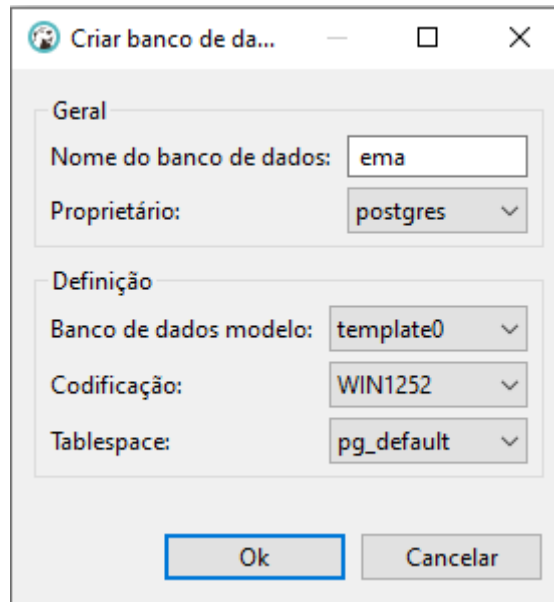 Criar banco de da...
Geral
Nome do banco de dados: ema
Proprietário: postgres
Definição
Banco de dados modelo: template0
Codificação: WIN1252
Tablespace: pg_default
Ok Cancelar